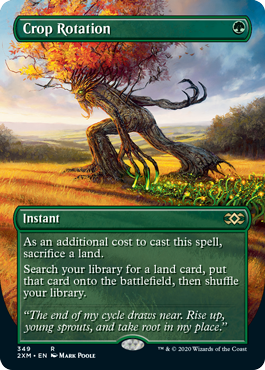 Crop Rotation
Instant
As an additional cost to cast this spell,
sacrifice a land.
Search your library for a land card, put
that card onto the battlefield, then shuffle
your library.
“The end of my cycle draws near. Rise up,
young sprouts, and take root in my place.”
349 R
2XM • EN Mark Poole
™ & © 2020 Wizards of the Coast